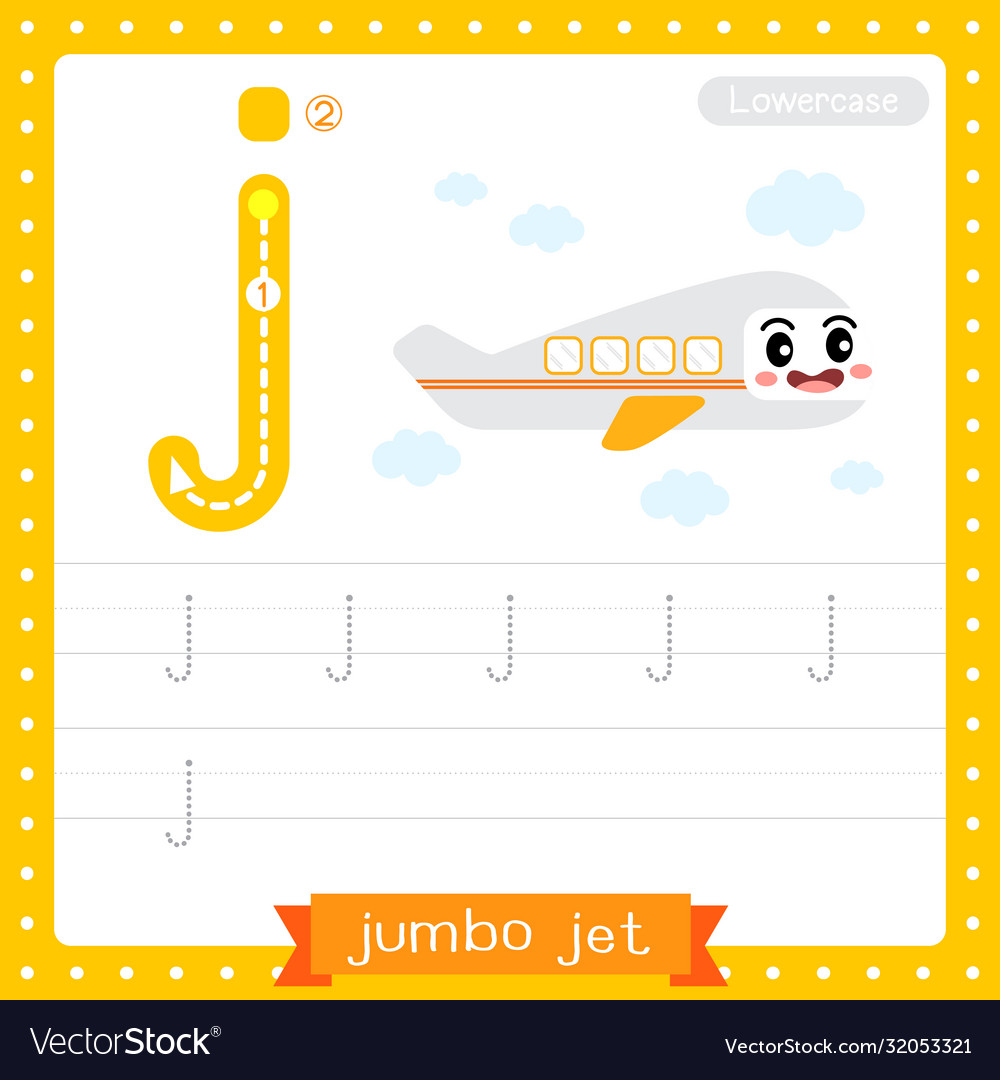 ②
Lowercase
1
j j j j j
j
jumbo jet
VectorStock®
VectorStock.com/32053321